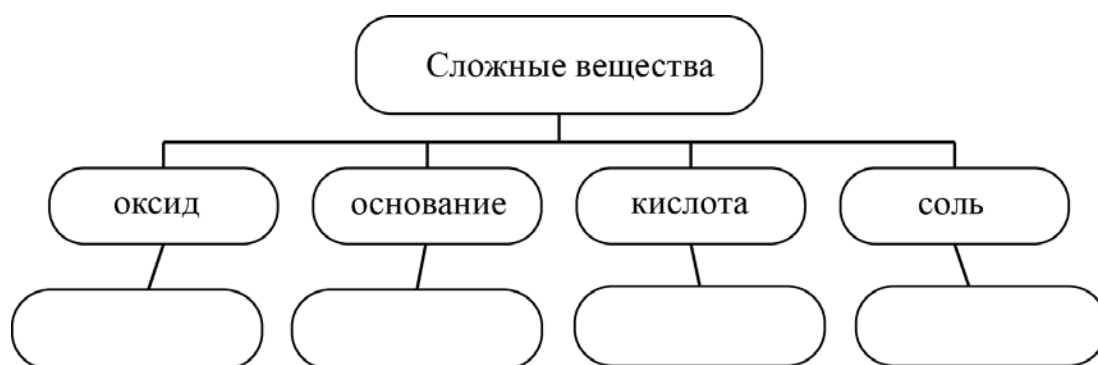 Сложные вещества
оксид
основание
кислота
соль